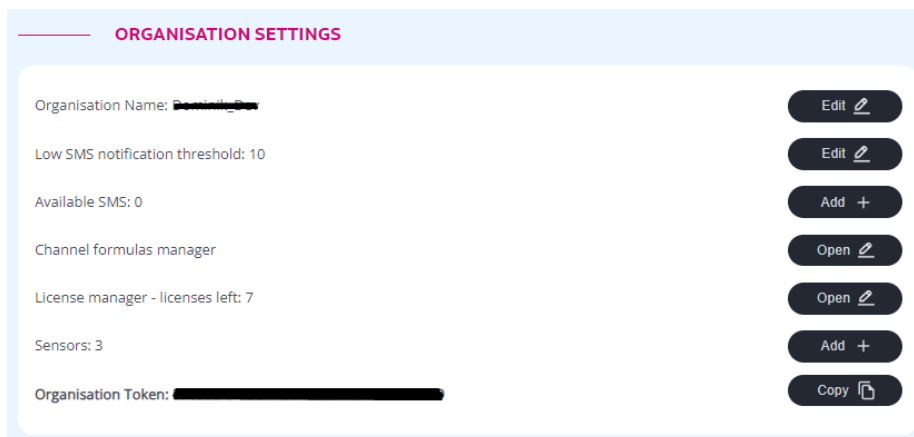 ORGANISATION SETTINGS
Organisation Name:
Edit
Low SMS notification threshold: 10
Edit
Available SMS: 0
Add +
Channel formulas manager
Open
License manager - licenses left: 7
Open
Sensors: 3
Add +
Organisation Token:
Copy